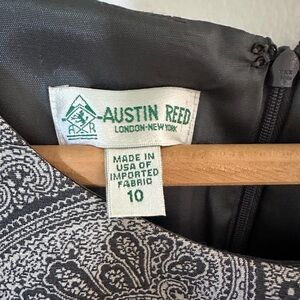 AUSTIN REED
LONDON-NEW YORK
A R
MADE IN
USA OF
IMPORTED
FABRIC
10